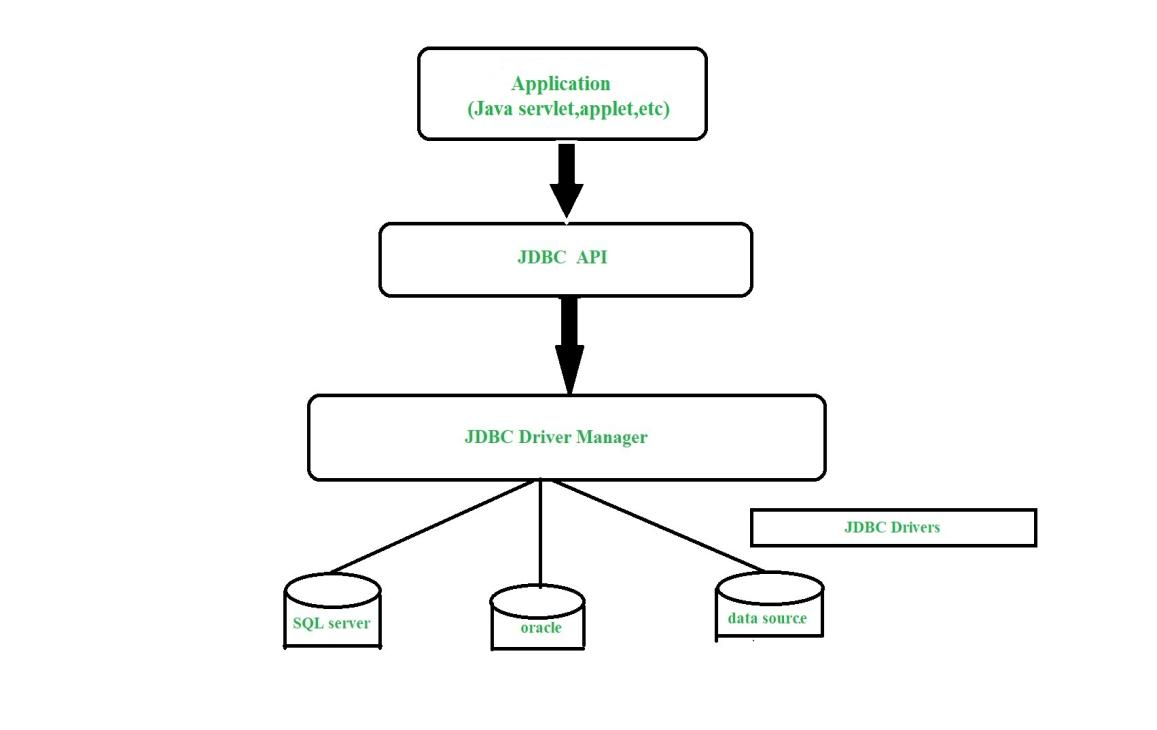 Application
(Java servlet,applet,etc)
JDBC API
JDBC Driver Manager
JDBC Drivers
SQL server
oracle
data source